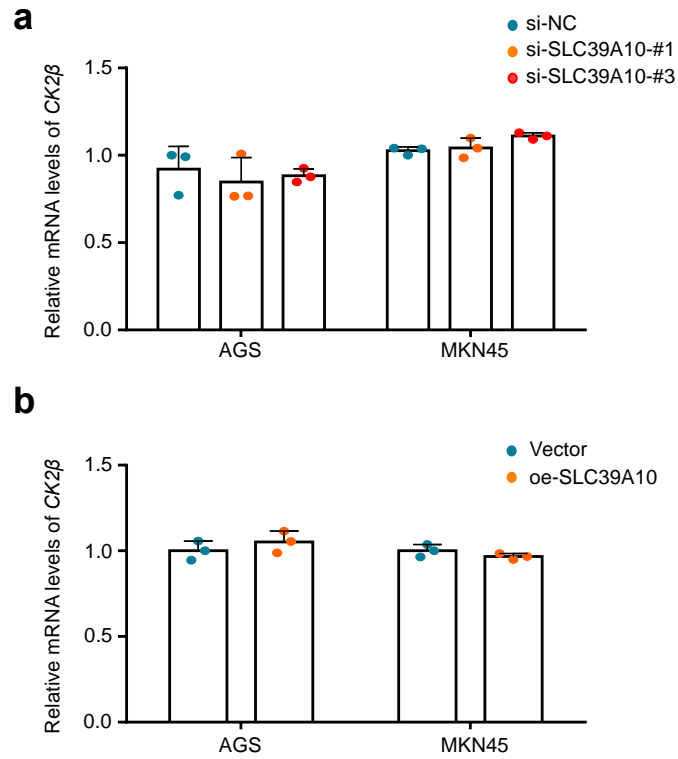 a
si-NC
si-SLC39A10-#1
si-SLC39A10-#3
Relative mRNA levels of CK2β
1.5
1.0
0.5
0.0
AGS MKN45
b
Vector
oe-SLC39A10
Relative mRNA levels of CK2β
1.5
1.0
0.5
0.0
AGS MKN45